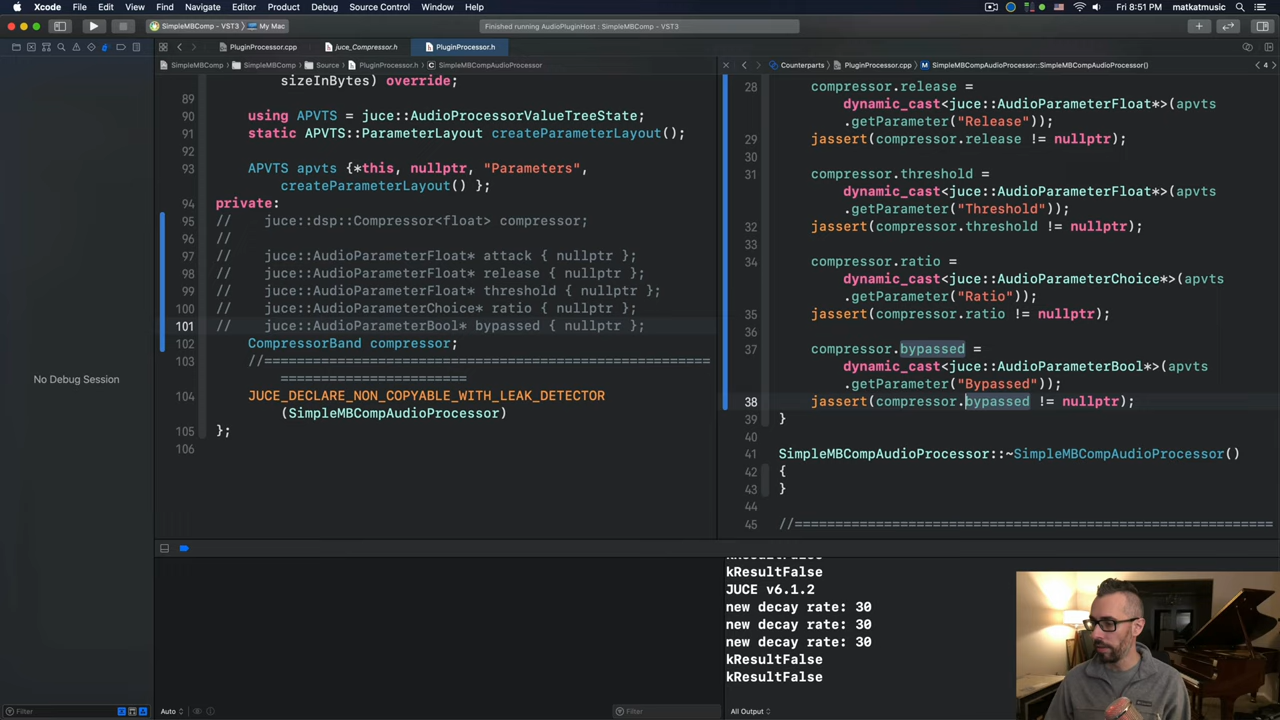 Xcode File Edit View Find Navigate Editor Product Debug Source Control Window Help
Fri 8:51 PM matkatmusic
SimpleMBComp - VST3 My Mac
Finished running AudioPluginHost - VST3
PluginProcessor.cpp juce_Compressor.h PluginProcessor.h
SimpleMBComp SimpleMBComp Source PluginProcessor.h SimpleMBCompAudioProcessor
Counterparts PluginProcessor.cpp SimpleMBCompAudioProcessor::SimpleMBCompAudioProcessor() 4
No Debug Session
sizeInBytes) override;
89
90 using APVTS = juce::AudioProcessorValueTreeState;
91 static APVTS::ParameterLayout createParameterLayout();
92
93 APVTS apvts {*this, nullptr, "Parameters",
createParameterLayout() };
94 private:
95 // juce::dsp::Compressor<float> compressor;
96 //
97 // juce::AudioParameterFloat* attack { nullptr };
98 // juce::AudioParameterFloat* release { nullptr };
99 // juce::AudioParameterFloat* threshold { nullptr };
100 // juce::AudioParameterChoice* ratio { nullptr };
101 // juce::AudioParameterBool* bypassed { nullptr };
102 CompressorBand compressor;
103 //======================================================
=======================
104 JUCE_DECLARE_NON_COPYABLE_WITH_LEAK_DETECTOR
(SimpleMBCompAudioProcessor)
105 };
106
28 compressor.release =
dynamic_cast<juce::AudioParameterFloat*>(apvts
.getParameter("Release"));
29 jassert(compressor.release != nullptr);
30
31 compressor.threshold =
dynamic_cast<juce::AudioParameterFloat*>(apvts
.getParameter("Threshold"));
32 jassert(compressor.threshold != nullptr);
33
34 compressor.ratio =
dynamic_cast<juce::AudioParameterChoice*>(apvts
.getParameter("Ratio"));
35 jassert(compressor.ratio != nullptr);
36
37 compressor.bypassed =
dynamic_cast<juce::AudioParameterBool*>(apvts
.getParameter("Bypassed"));
38 jassert(compressor.bypassed != nullptr);
39 }
40
41 SimpleMBCompAudioProcessor::~SimpleMBCompAudioProcessor()
42 {
43 }
44
45 //============================================================
kResultFalse
kResultFalse
JUCE v6.1.2
new decay rate: 30
new decay rate: 30
new decay rate: 30
kResultFalse
kResultFalse
Filter
Auto
Filter
All Output